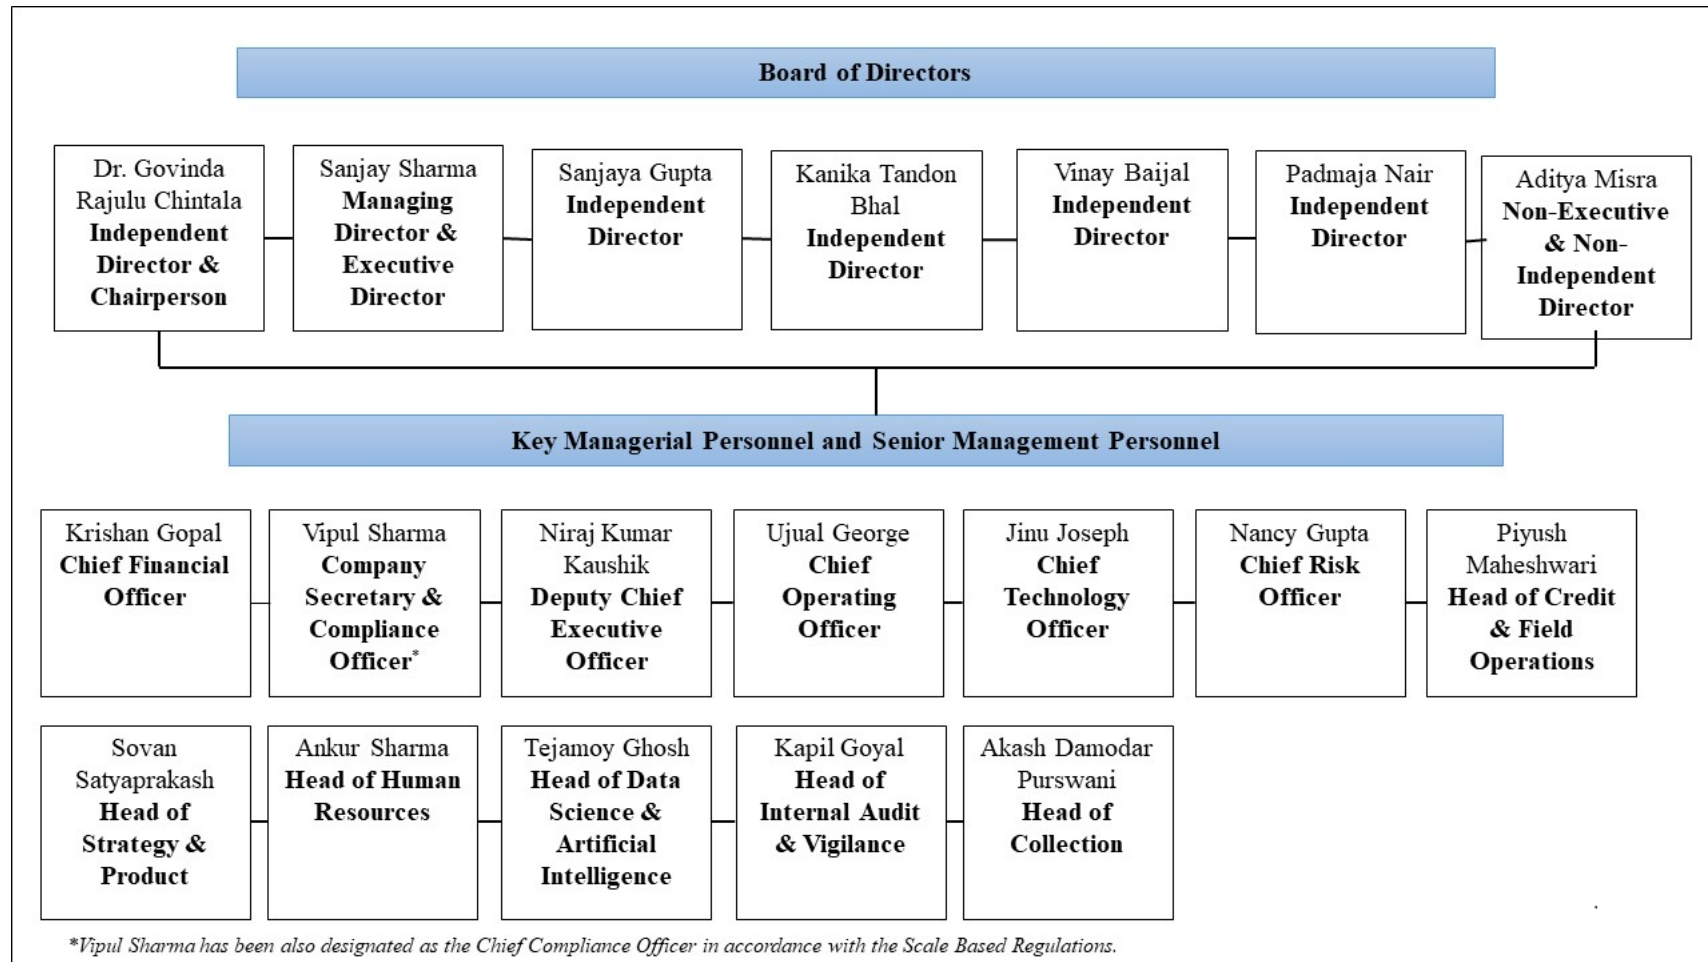 Board of Directors
Dr. Govinda
Rajulu Chintala
Independent
Director &
Chairperson
Sanjay Sharma
Managing
Director &
Executive
Director
Sanjaya Gupta
Independent
Director
Kanika Tandon
Bhal
Independent
Director
Vinay Baijal
Independent
Director
Padmaja Nair
Independent
Director
Aditya Misra
Non-Executive
& Non-
Independent
Director
Key Managerial Personnel and Senior Management Personnel
Krishan Gopal
Chief Financial
Officer
Vipul Sharma
Company
Secretary &
Compliance
Officer*
Niraj Kumar
Kaushik
Deputy Chief
Executive
Officer
Ujual George
Chief
Operating
Officer
Jinu Joseph
Chief
Technology
Officer
Nancy Gupta
Chief Risk
Officer
Piyush
Maheshwari
Head of Credit
& Field
Operations
Sovan
Satyaprakash
Head of
Strategy &
Product
Ankur Sharma
Head of Human
Resources
Tejamoy Ghosh
Head of Data
Science &
Artificial
Intelligence
Kapil Goyal
Head of
Internal Audit
& Vigilance
Akash Damodar
Purswani
Head of
Collection
*Vipul Sharma has been also designated as the Chief Compliance Officer in accordance with the Scale Based Regulations.